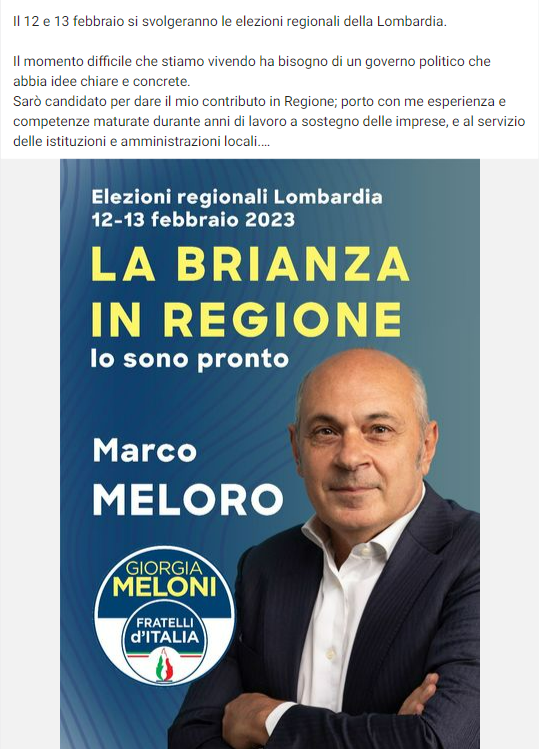 Il 12 e 13 febbraio si svolgeranno le elezioni regionali della Lombardia.
Il momento difficile che stiamo vivendo ha bisogno di un governo politico che
abbia idee chiare e concrete.
Sarò candidato per dare il mio contributo in Regione; porto con me esperienza e
competenze maturate durante anni di lavoro a sostegno delle imprese, e al servizio
delle istituzioni e amministrazioni locali....
Elezioni regionali Lombardia
12-13 febbraio 2023
LA BRIANZA
IN REGIONE
Io sono pronto
Marco
MELORO
GIORGIA
MELONI
FRATELLI
d'ITALIA